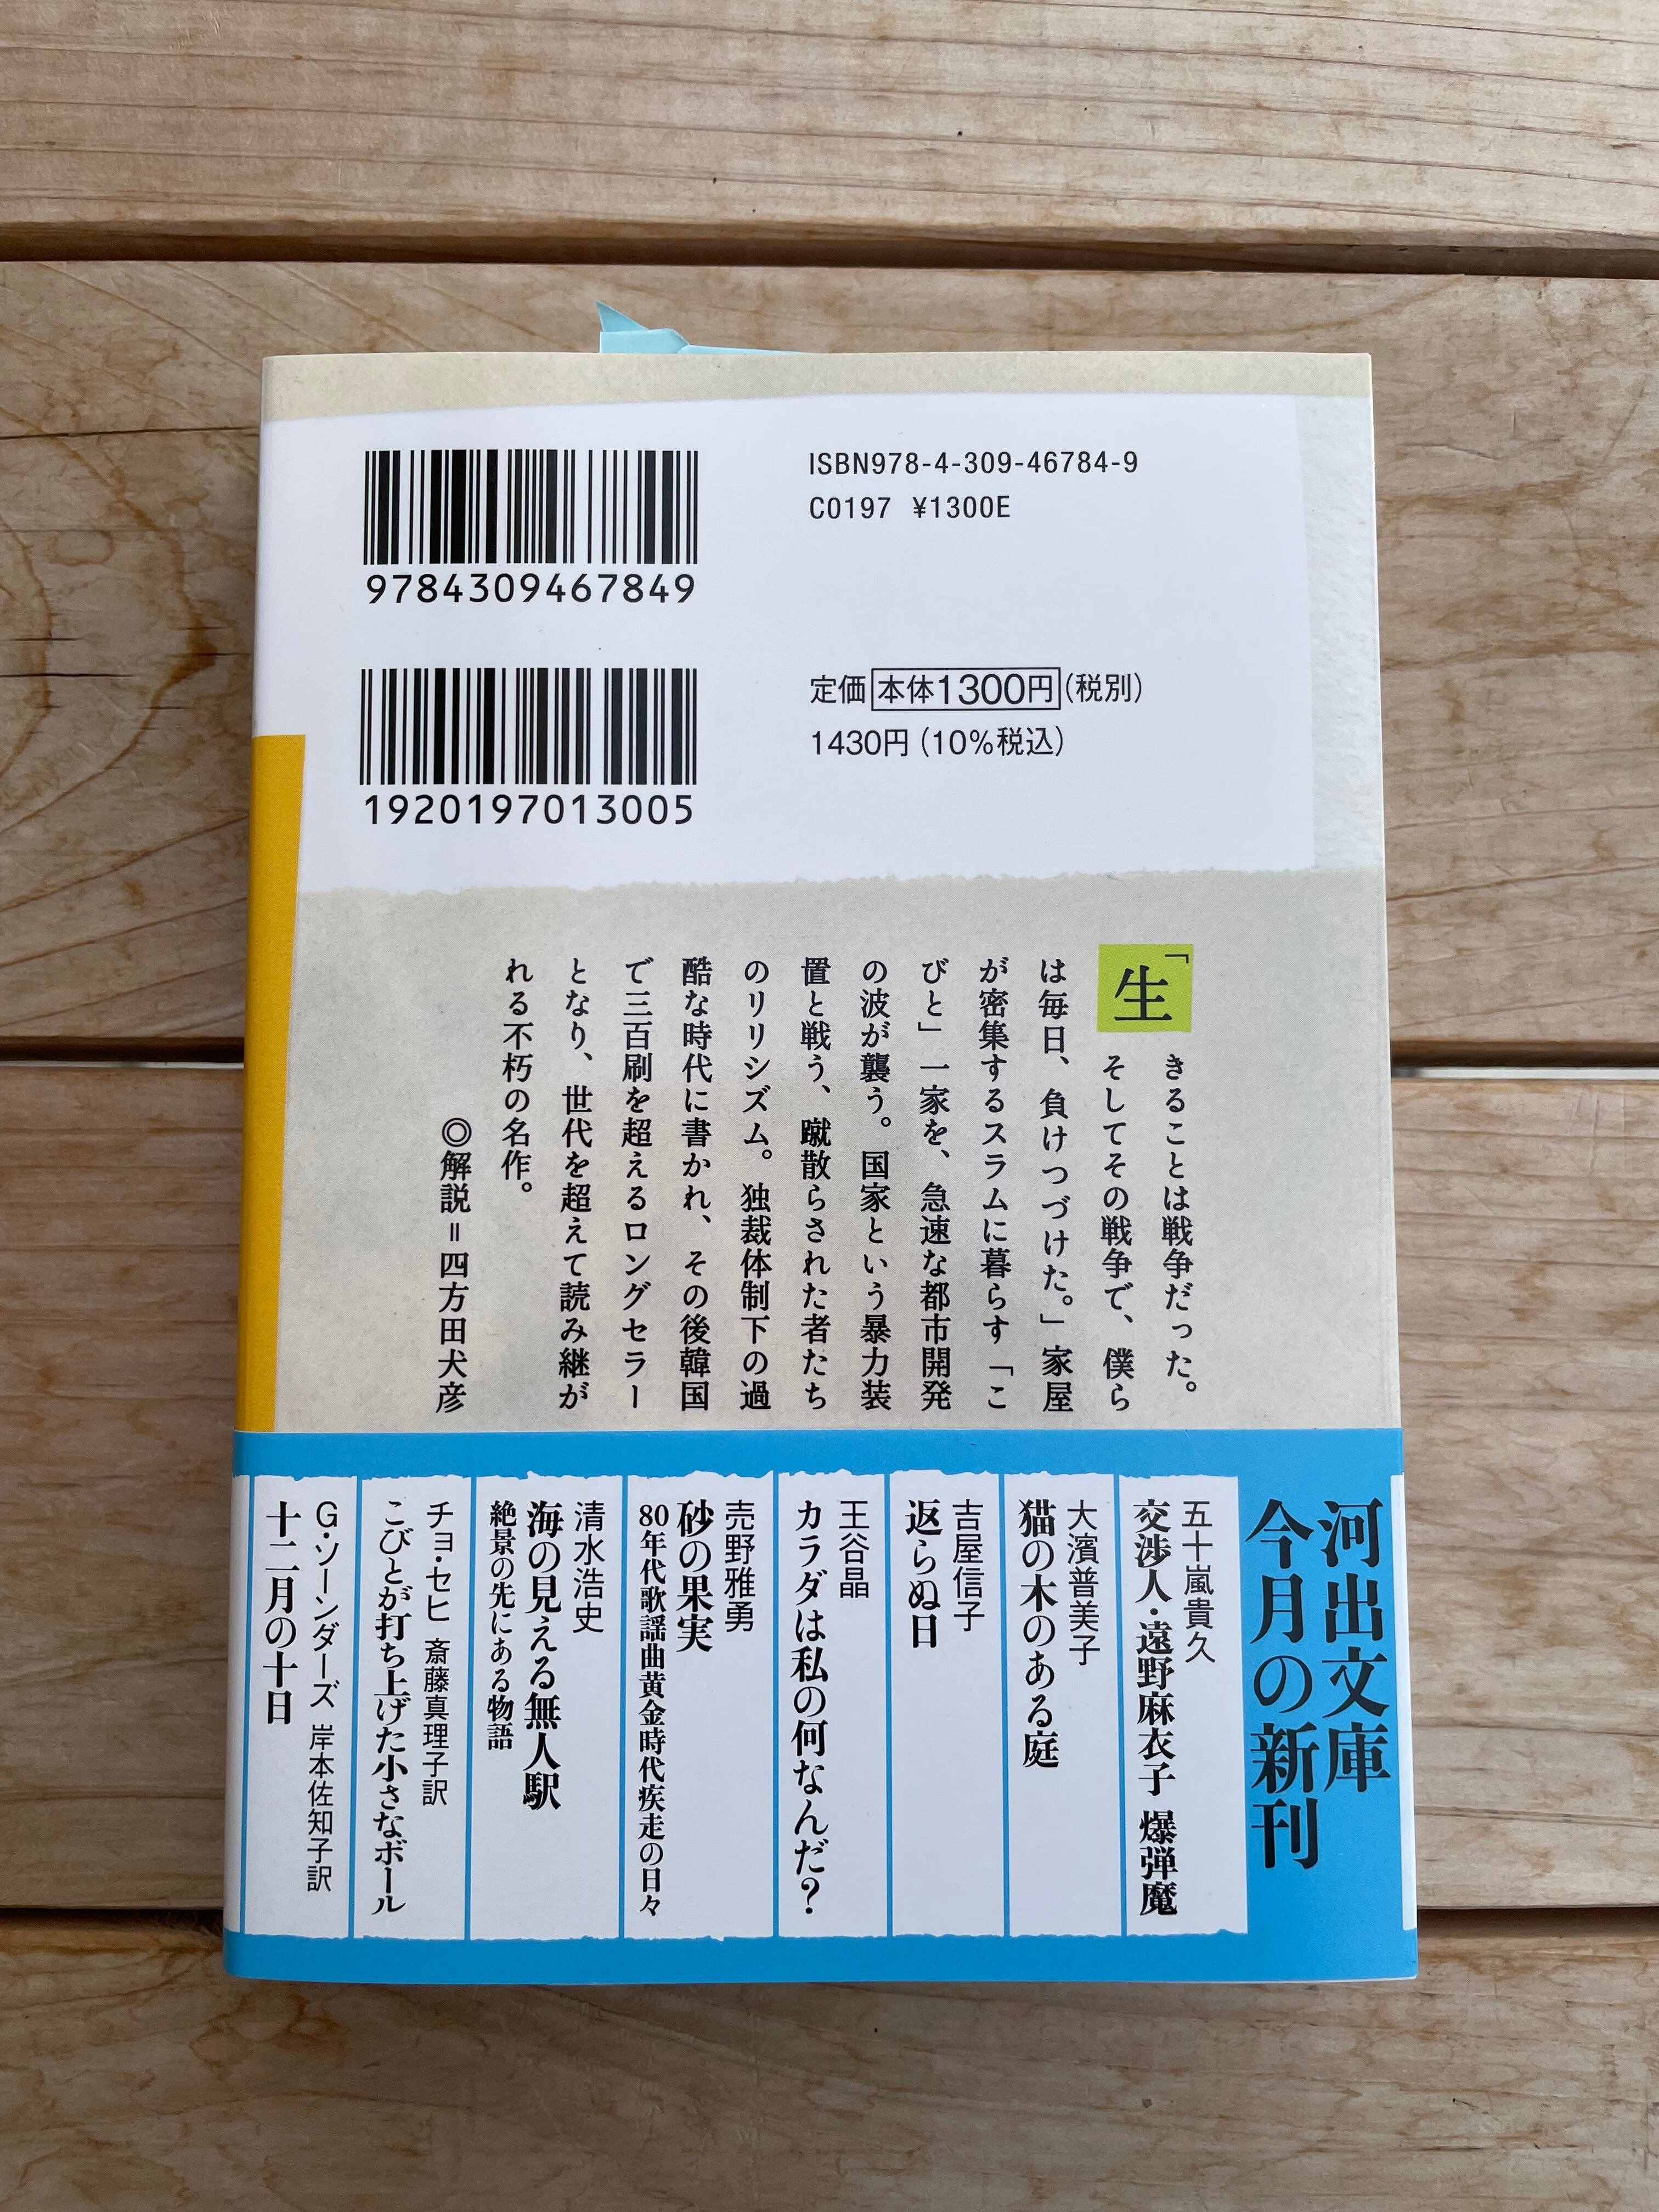 ISBN978-4-309-46784-9
C0197 ¥1300E
9784309467849
定価 本体1300円(税別)
1430円(10%税込)
1920197013005
「生きることは戦争だった。
そしてその戦争で、僕ら
は毎日、負けつづけた。」家屋
が密集するスラムに暮らす「こ
びと」一家を、急速な都市開発
の波が襲う。国家という暴力装
置と戦う、蹴散らされた者たち
のリリシズム。独裁体制下の過
酷な時代に書かれ、その後韓国
で三百刷を超えるロングセラー
となり、世代を超えて読み継が
れる不朽の名作。
◎解説=四方田犬彦
河出文庫
今月の新刊
五十嵐貴久
交渉人・遠野麻衣子 爆弾魔
大濱普美子
猫の木のある庭
吉屋信子
返らぬ日
王谷晶
カラダは私の何なんだ?
売野雅勇
砂の果実
80年代歌謡曲黄金時代疾走の日々
清水浩史
海の見える無人駅
絶景の先にある物語
チョ・セヒ 斎藤真理子訳
こびとが打ち上げた小さなボール
G・ソーンダーズ 岸本佐知子訳
十二月の十日